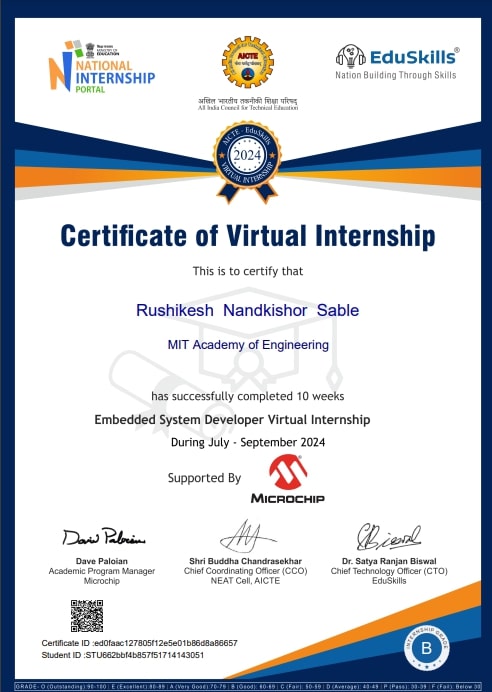 शिक्षा मंत्रालय
MINISTRY OF
EDUCATION
NATIONAL
INTERNSHIP
PORTAL
AICTE
अखिल भारतीय तकनीकी शिक्षा परिषद्
All India Council for Technical Education
EduSkills®
Nation Building Through Skills
AICTE - EduSkills
2024
VIRTUAL INTERNSHIP
Certificate of Virtual Internship
This is to certify that
Rushikesh Nandkishor Sable
MIT Academy of Engineering
has successfully completed 10 weeks
Embedded System Developer Virtual Internship
During July - September 2024
Supported By
MICROCHIP
Dave Paloian
Dave Paloian
Academic Program Manager
Microchip
Shri Buddha Chandrasekhar
Chief Coordinating Officer (CCO)
NEAT Cell, AICTE
SBiswal
Dr. Satya Ranjan Biswal
Chief Technology Officer (CTO)
EduSkills
Certificate ID :ed0faac127805f12e5e01b86d8a86657
Student ID :STU662bbf4b857f51714143051
INTERNSHIP GRADE
B
GRADE:- O (Outstanding): 90-100 | E (Excellent): 80-89 | A (Very Good): 70-79 | B (Good): 60-69 | C (Fair): 50-59 | D (Average): 40-49 | P (Pass): 30-39 | F (Fail): Below 30